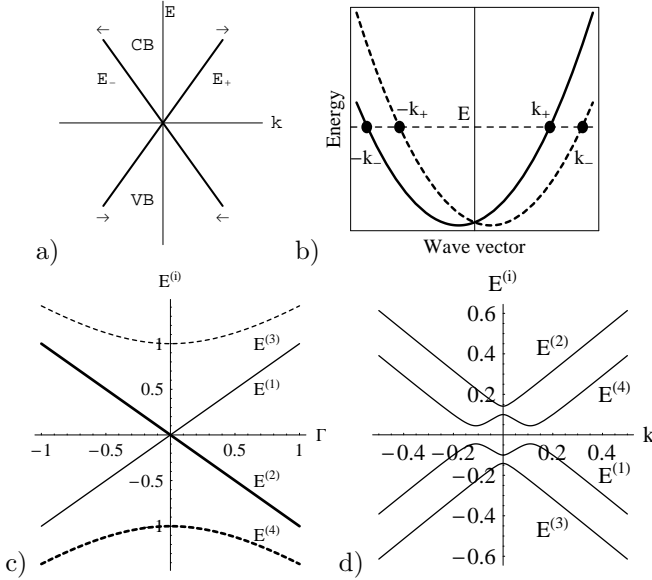 E
CB
E₋
E₊
k
VB
a)
Energy
−k₊
E
k₊
−k₋
k₋
Wave vector
b)
E⁽ⁱ⁾
1
E⁽³⁾
0.5
E⁽¹⁾
−1
−0.5
0.5
1
Γ
−0.5
E⁽²⁾
1
E⁽⁴⁾
c)
E⁽ⁱ⁾
0.6
0.4
E⁽²⁾
0.2
E⁽⁴⁾
−0.4
−0.2
0.2
0.4
k
−0.2
E⁽¹⁾
−0.4
E⁽³⁾
−0.6
d)